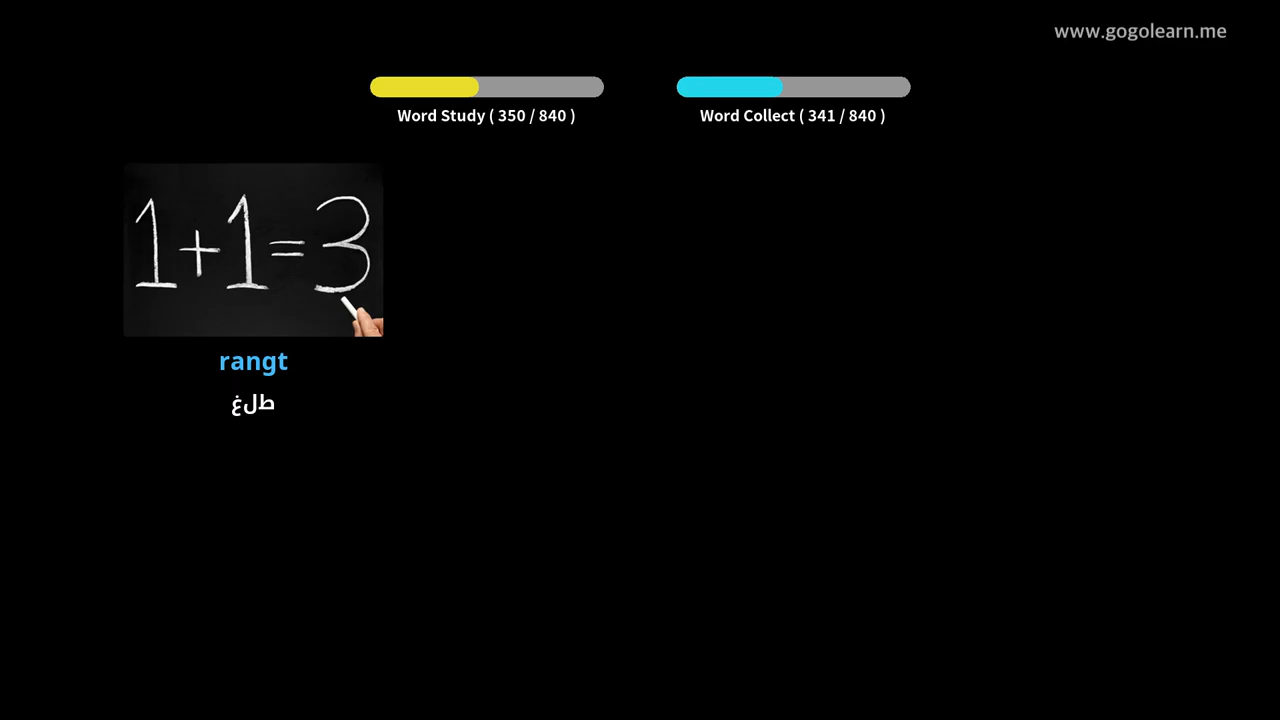 www.gogolearn.me
Word Study ( 350 / 840 )
Word Collect ( 341 / 840 )
1+1=3
rangt
طلغ